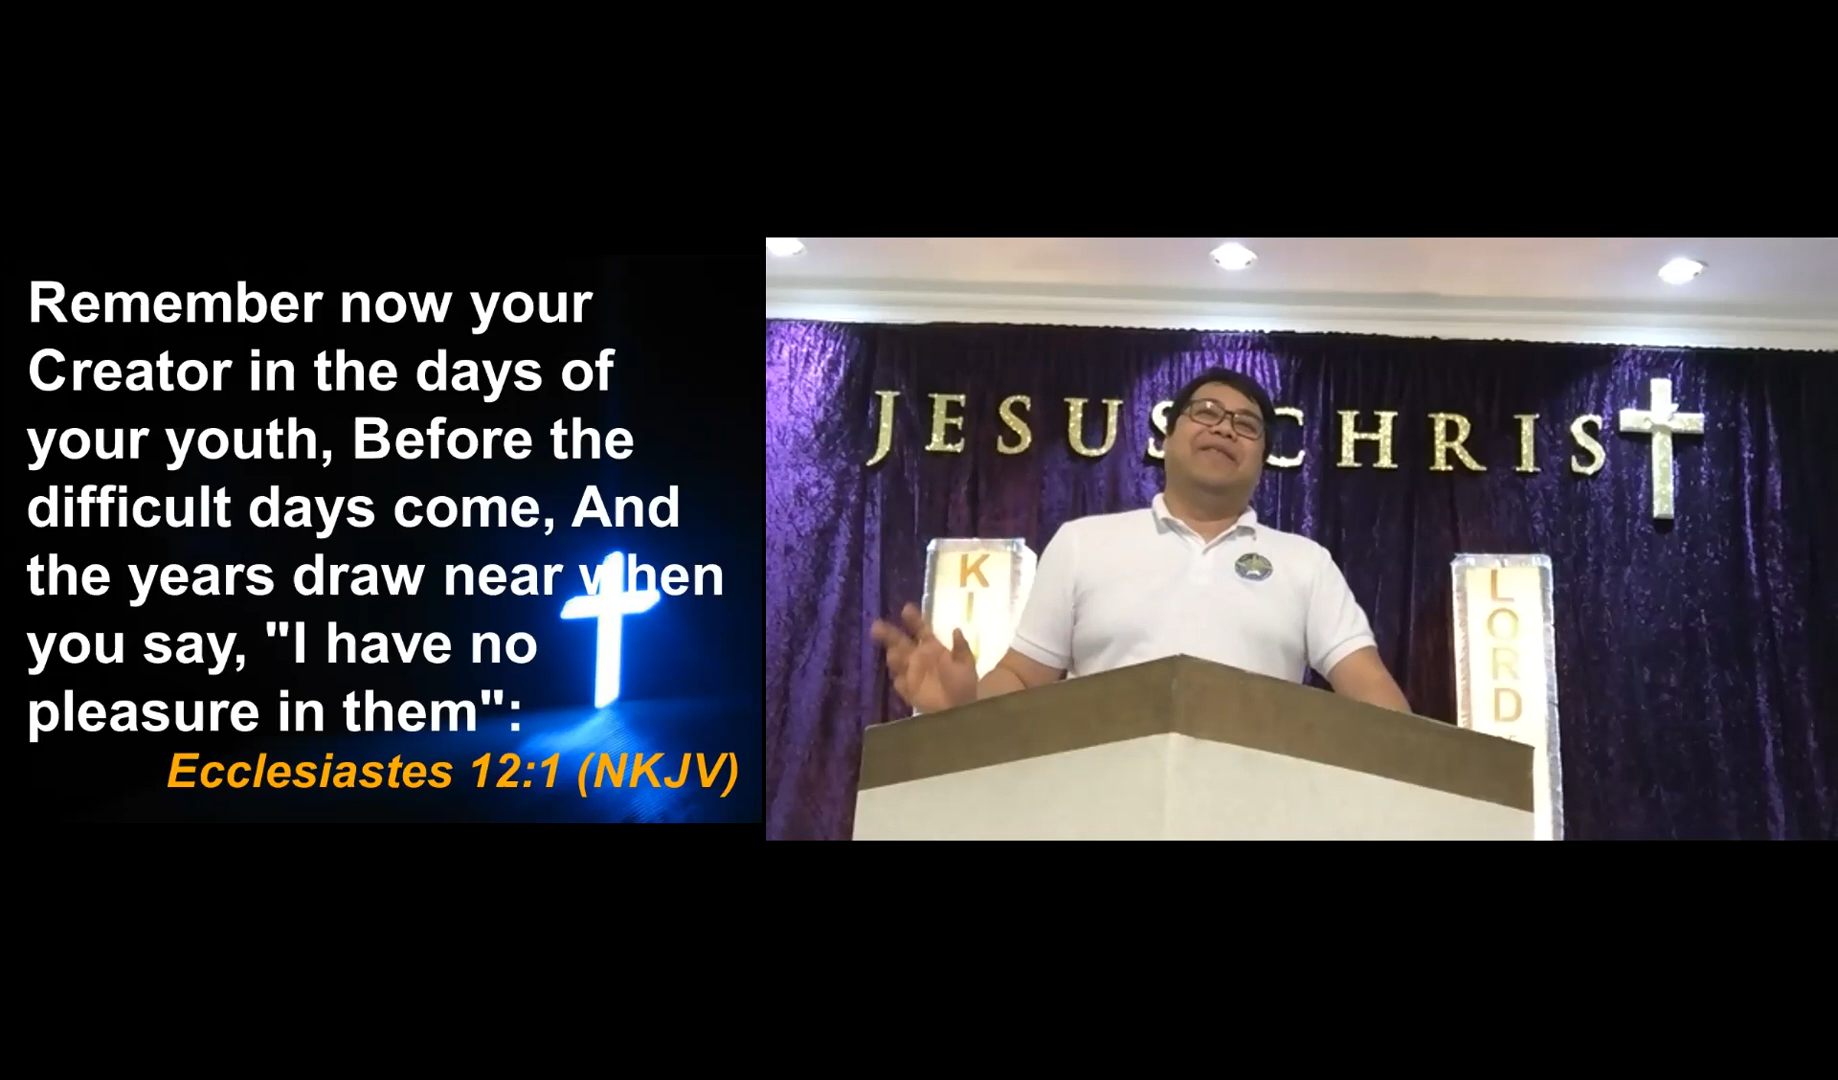 Remember now your
Creator in the days of
your youth, Before the
difficult days come, And
the years draw near when
you say, "I have no
pleasure in them":
Ecclesiastes 12:1 (NKJV)
JESUS CHRIS
K
LORD